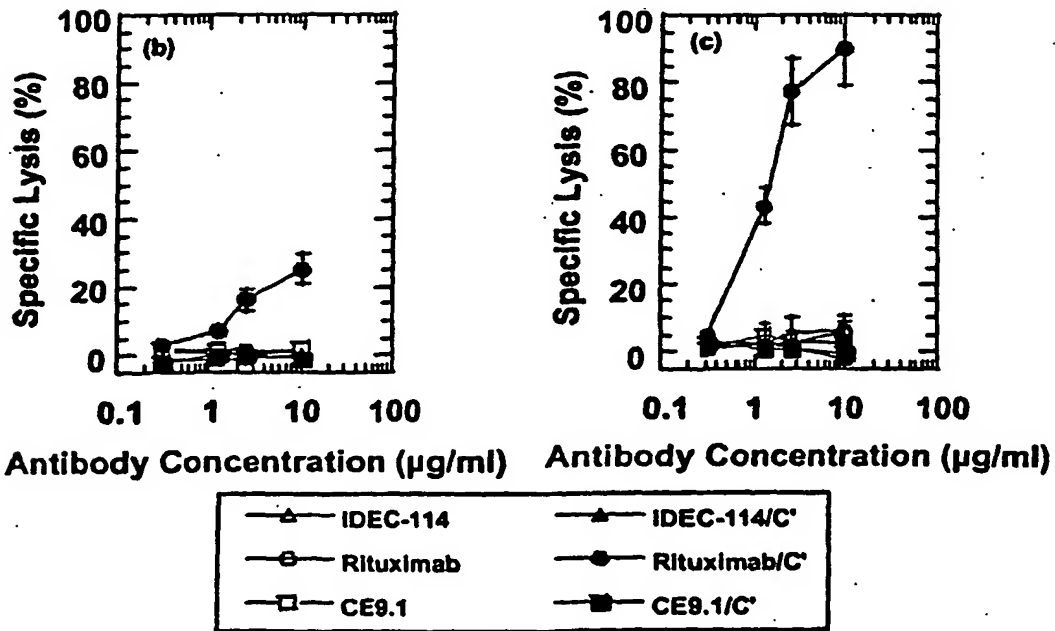 (b)
Specific Lysis (%)
100
80
60
40
20
0
0.1 1 10 100
Antibody Concentration (µg/ml)
(c)
Specific Lysis (%)
100
80
60
40
20
0
0.1 1 10 100
Antibody Concentration (µg/ml)
IDEC-114
IDEC-114/C'
Rituximab
Rituximab/C'
CE9.1
CE9.1/C'